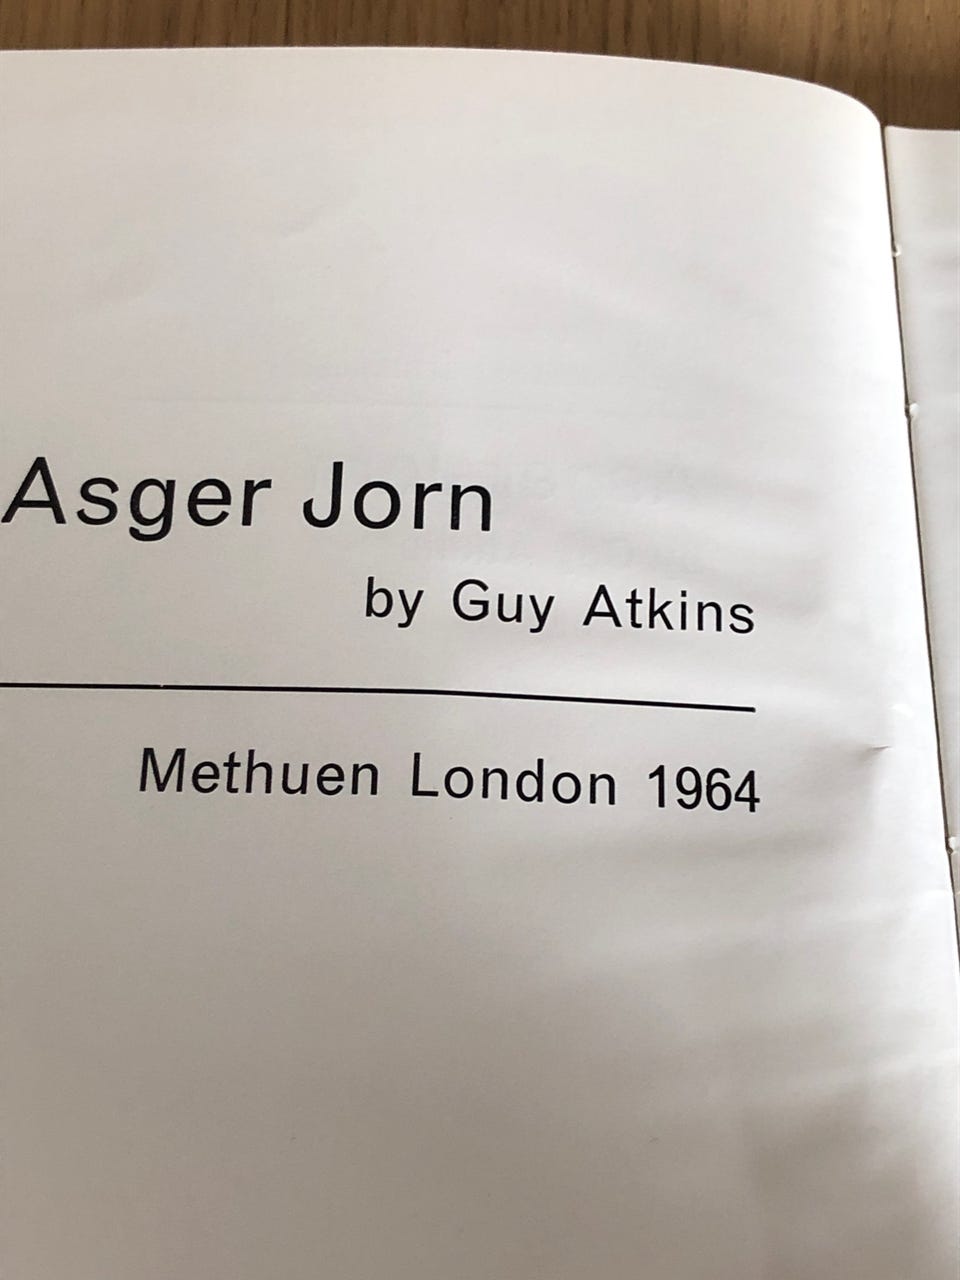 Asger Jorn
by Guy Atkins
Methuen London 1964